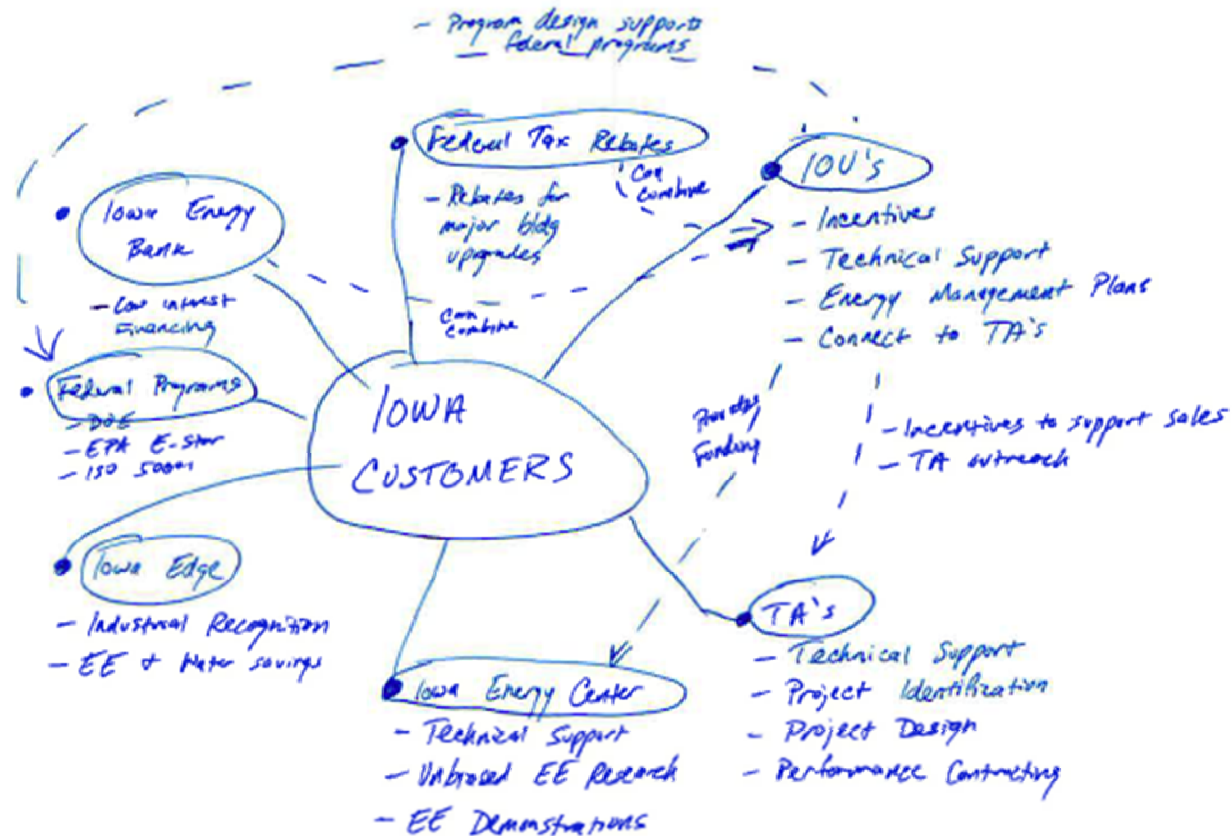 - Program design supports
federal programs
Federal Tax Rebates
- Rebates for
major bldg
upgrades
Can
combine
IOU's
- Incentives
- Technical Support
- Energy Management Plans
- Connect to TA's
Iowa Energy
Bank
- Low interest
Financing
Can
combine
Federal Programs
- DOE
- EPA E-Star
- ISO 50001
IOWA
CUSTOMERS
Provides
Funding
- Incentives to support sales
- TA outreach
Iowa Edge
- Industrial Recognition
- EE & Water savings
Iowa Energy Center
- Technical Support
- Unbiased EE Research
- EE Demonstrations
TA's
- Technical Support
- Project Identification
- Project Design
- Performance Contracting